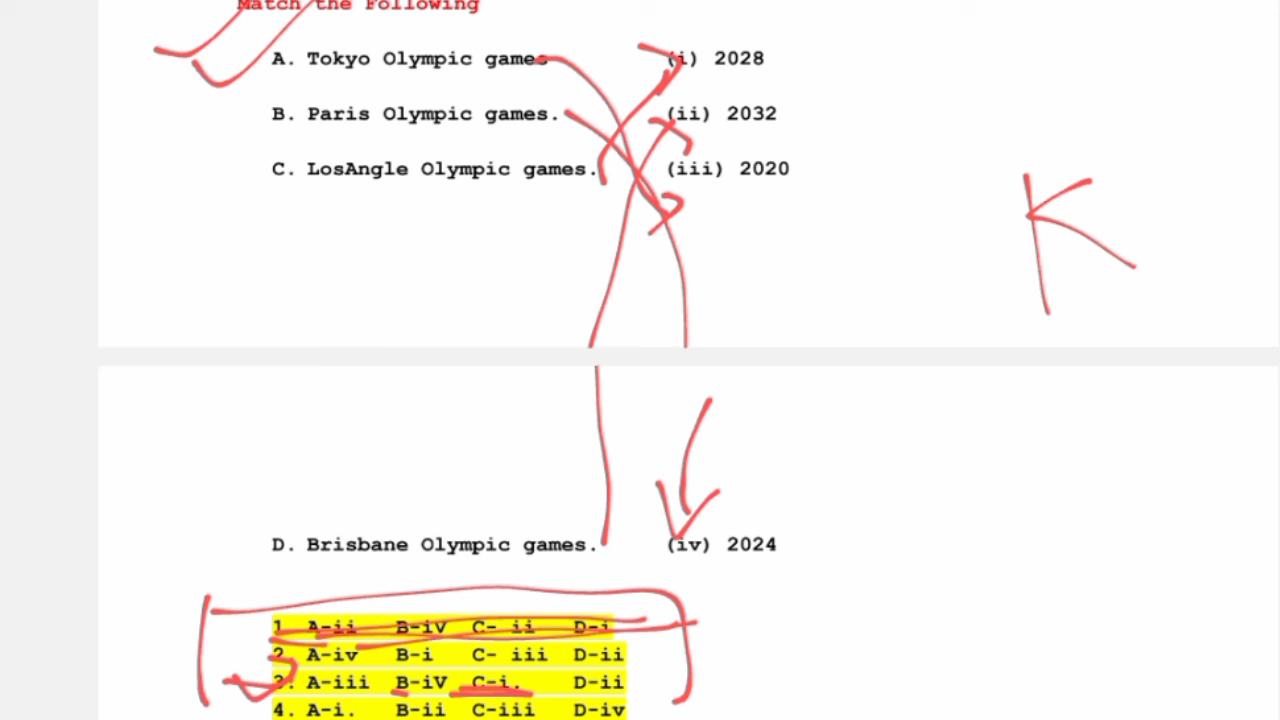 Match the Following
A. Tokyo Olympic games (i) 2028
B. Paris Olympic games. (ii) 2032
C. LosAngle Olympic games. (iii) 2020
K
D. Brisbane Olympic games. (iv) 2024
1 A-ii B-iV C- ii D-i
2. A-iv B-i C- iii D-ii
3. A-iii B-iV C-i. D-ii
4. A-i. B-ii C-iii D-iv